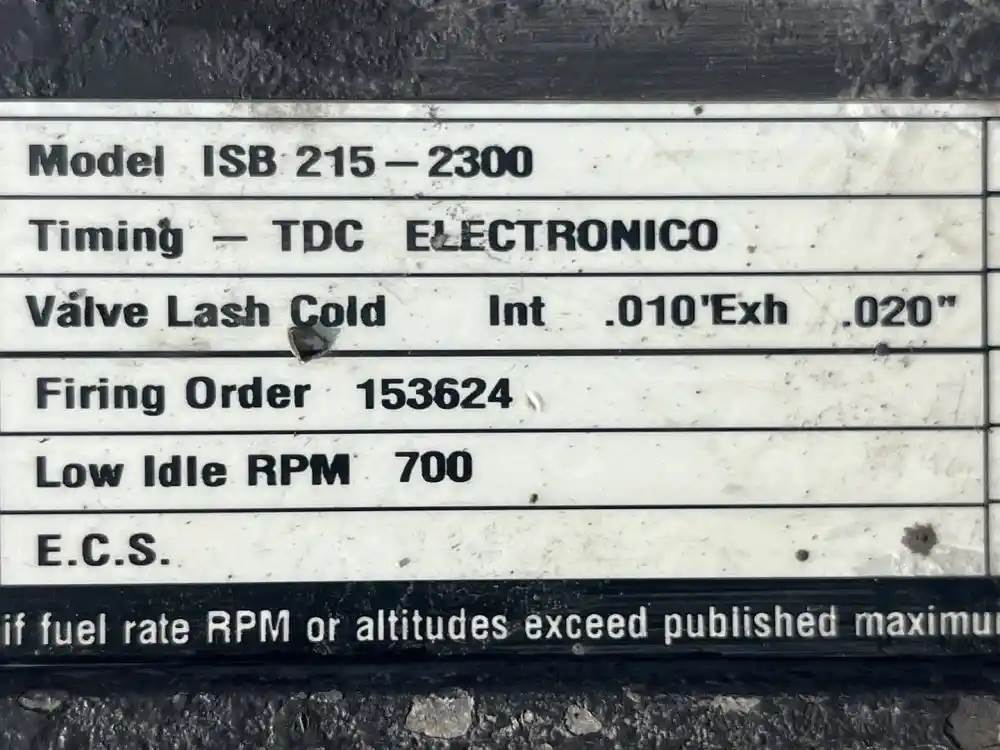 Model ISB 215-2300
Timing - TDC ELECTRONICO
Valve Lash Cold Int .010'Exh .020"
Firing Order 153624
Low Idle RPM 700
E.C.S.
if fuel rate RPM or altitudes exceed published